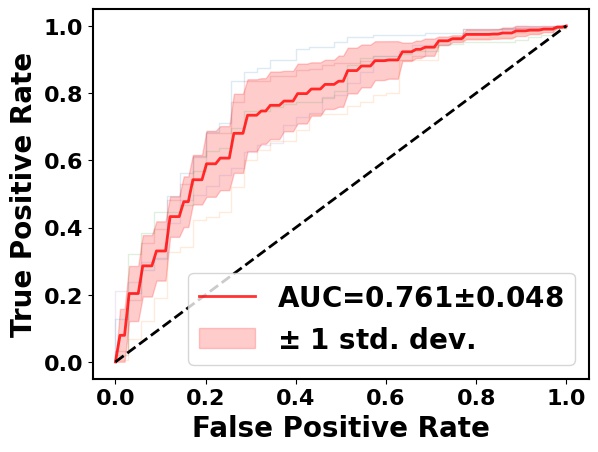 1.0
0.8
0.6
0.4
0.2
0.0
True Positive Rate
AUC=0.761±0.048
± 1 std. dev.
0.0 0.2 0.4 0.6 0.8 1.0
False Positive Rate